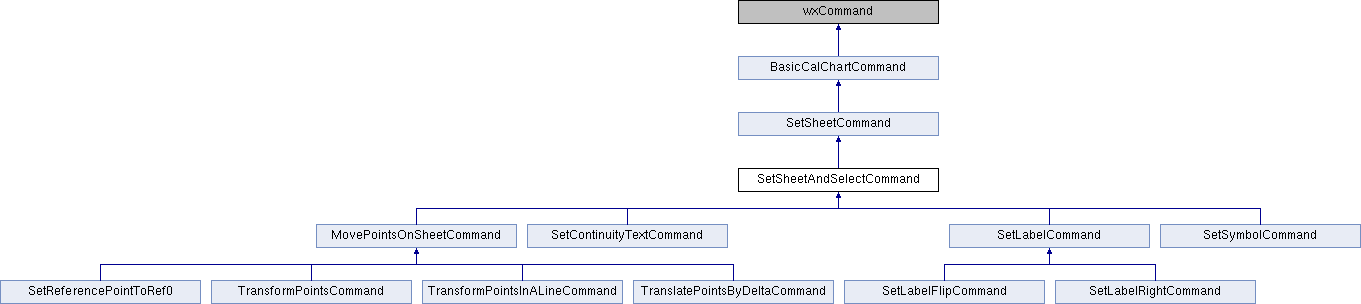 wxCommand
BasicCalChartCommand
SetSheetCommand
SetSheetAndSelectCommand
MovePointsOnSheetCommand
SetContinuityTextCommand
SetLabelCommand
SetSymbolCommand
SetReferencePointToRef0
TransformPointsCommand
TransformPointsInALineCommand
TranslatePointsByDeltaCommand
SetLabelFlipCommand
SetLabelRightCommand